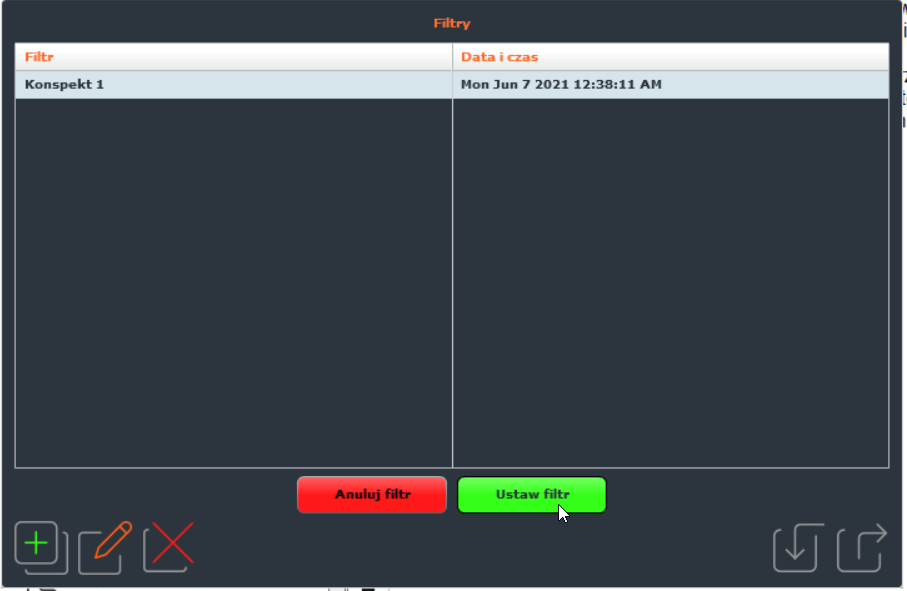 Filtry
Filtr Data i czas
Konspekt 1 Mon Jun 7 2021 12:38:11 AM
Anuluj filtr Ustaw filtr